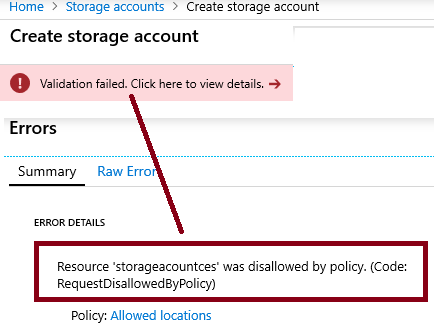 Home > Storage accounts > Create storage account
Create storage account
Validation failed. Click here to view details. →
Errors
Summary Raw Error
ERROR DETAILS
Resource 'storageacountces' was disallowed by policy. (Code:
RequestDisallowedByPolicy)
Policy: Allowed locations